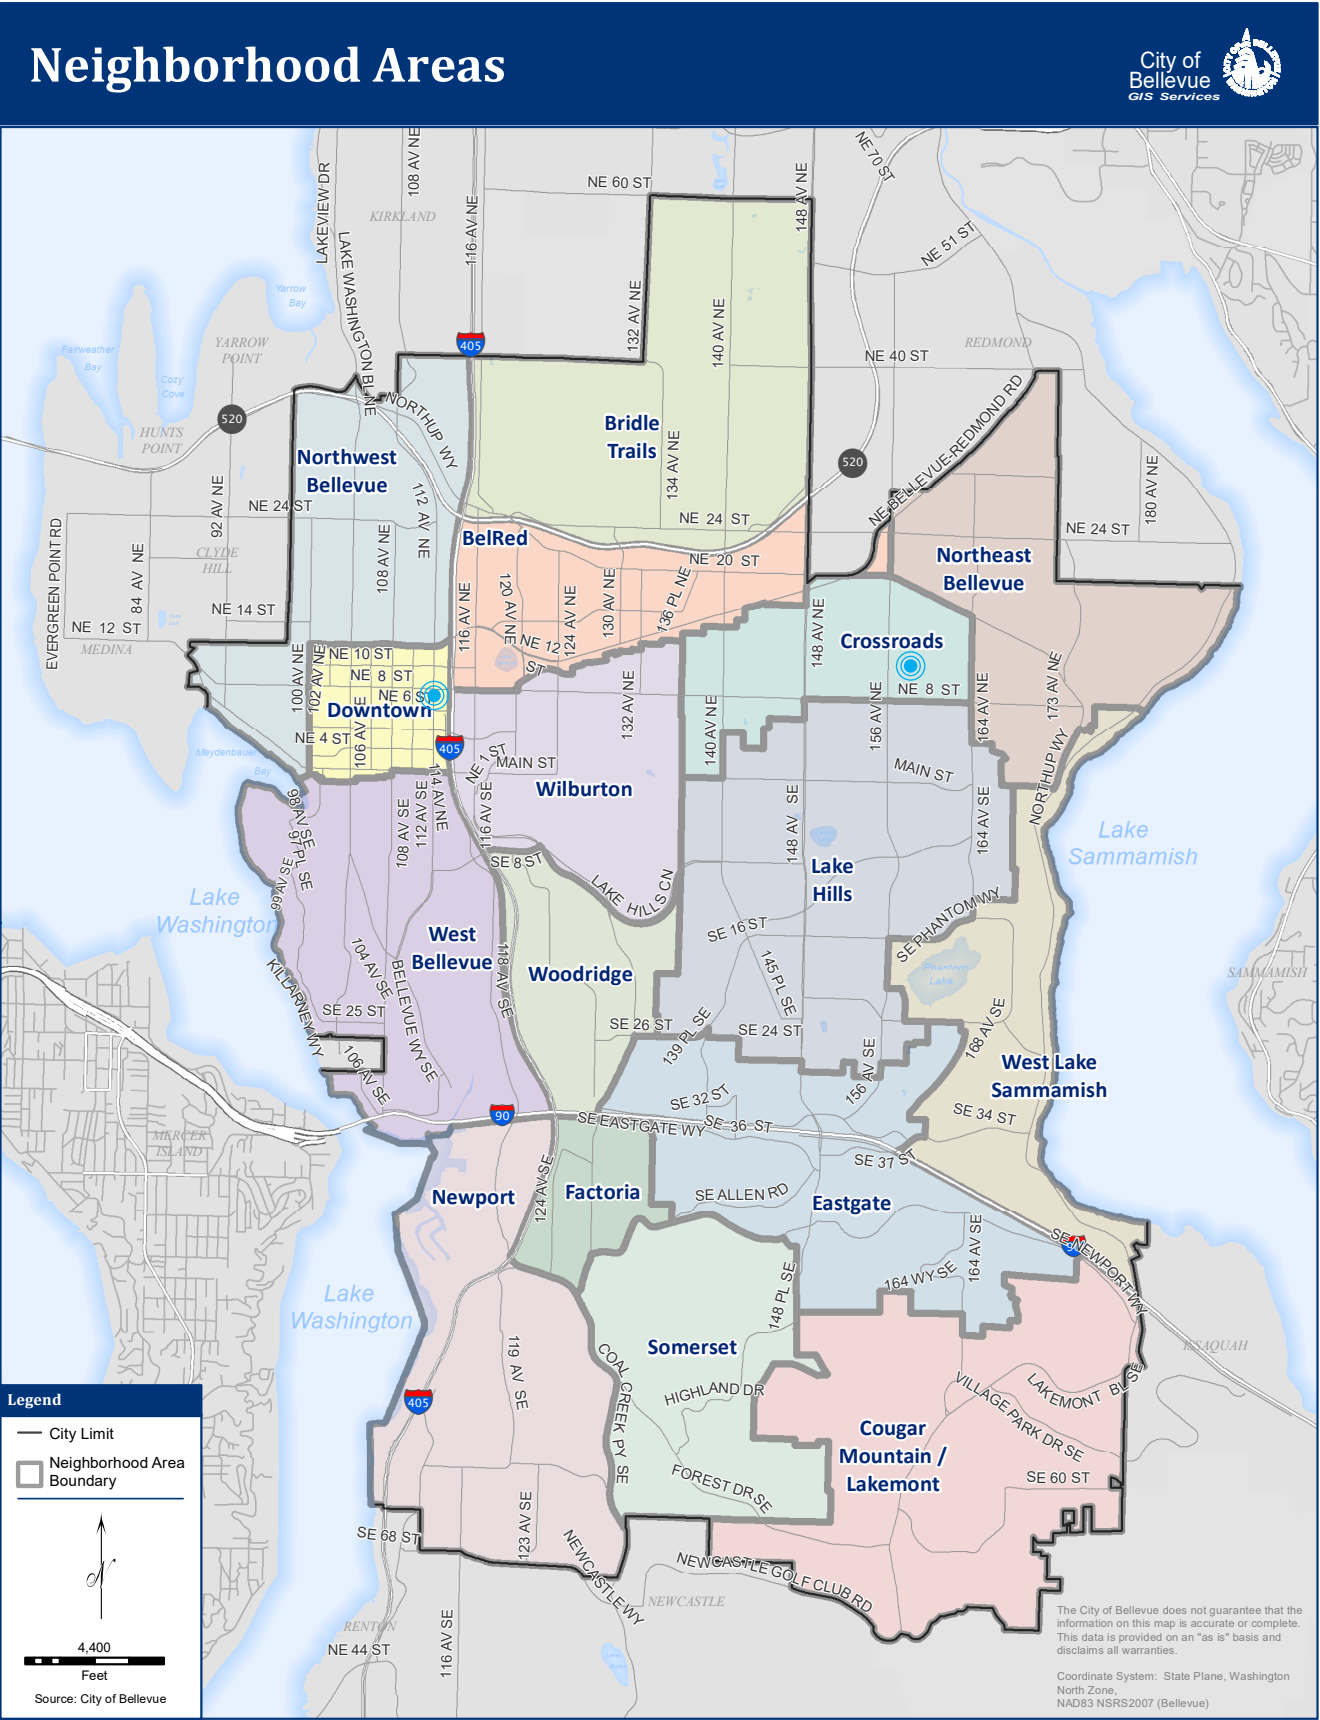 Neighborhood Areas
City of
Bellevue
GIS Services
NE 60 ST
108 AV NE
116 AV NE
148 AV NE
NE 70 ST
LAKEVIEW DR
KIRKLAND
LAKE WASHINGTON BL NE
NE 51 ST
Yarrow
Bay
132 AV NE
140 AV NE
405
YARROW
POINT
Fairweather
Bay
Cozy
Cove
NE 40 ST
REDMOND
520
NORTHUP WY
HUNTS
POINT
Bridle
Trails
134 AV NE
Northwest
Bellevue
520
NE BELLEVUE-REDMOND RD
180 AV NE
92 AV NE
NE 24 ST
112 AV NE
NE 24 ST
NE 24 ST
BelRed
NE 20 ST
EVERGREEN POINT RD
84 AV NE
CLYDE
HILL
108 AV NE
Northeast
Bellevue
116 AV NE
120 AV NE
124 AV NE
130 AV NE
136 PL NE
NE 14 ST
NE 12 ST
MEDINA
NE 12
ST
148 AV NE
Crossroads
NE 10 ST
NE 8 ST
NE 6 ST
100 AV NE
102 AV NE
Downtown
106 AV NE
NE 4 ST
132 AV NE
140 AV NE
156 AV NE
NE 8 ST
164 AV NE
173 AV NE
Meydenbauer
Bay
405
NE 1 ST
MAIN ST
MAIN ST
NORTHUP WY
114 AV NE
98 AV SE
97 PL SE
99 AV SE
108 AV SE
112 AV SE
116 AV SE
Wilburton
148 AV SE
164 AV SE
Lake
Sammamish
SE 8 ST
LAKE HILLS CN
Lake
Hills
Lake
Washington
SE PHANTOM WY
SE 16 ST
West
Bellevue
118 AV SE
Woodridge
104 AV SE
BELLEVUE WY SE
KILLARNEY WY
145 PL SE
Phantom
Lake
SAMMAMISH
SE 25 ST
SE 26 ST
139 PL SE
SE 24 ST
168 AV SE
106 AV SE
156 AV SE
West Lake
Sammamish
SE 32 ST
90
SE EASTGATE WY
SE 36 ST
SE 34 ST
MERCER
ISLAND
SE 37 ST
Newport
124 AV SE
Factoria
SE ALLEN RD
Eastgate
164 AV SE
SE NEWPORT WY
90
164 WY SE
Lake
Washington
148 PL SE
Somerset
119 AV SE
COAL CREEK PY SE
ISSAQUAH
HIGHLAND DR
VILLAGE PARK DR SE
LAKEMONT BL SE
405
Cougar
Mountain /
Lakemont
FOREST DR SE
SE 60 ST
123 AV SE
SE 68 ST
NEWCASTLE WY
NEWCASTLE GOLF CLUB RD
NEWCASTLE
RENTON
NE 44 ST
116 AV SE
Legend
City Limit
Neighborhood Area
Boundary
N
4,400
Feet
Source: City of Bellevue
The City of Bellevue does not guarantee that the
information on this map is accurate or complete.
This data is provided on an "as is" basis and
disclaims all warranties.
Coordinate System: State Plane, Washington
North Zone,
NAD83 NSRS2007 (Bellevue)